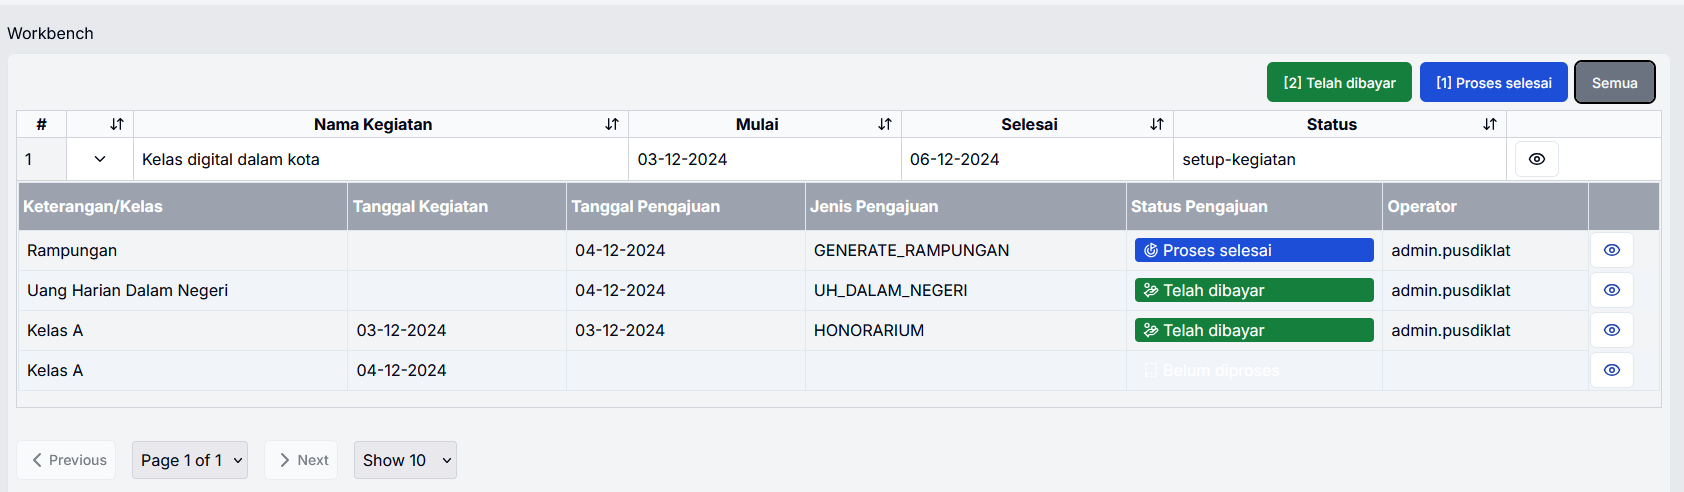 Workbench
[2] Telah dibayar [1] Proses selesai Semua
# Nama Kegiatan Mulai Selesai Status
1 Kelas digital dalam kota 03-12-2024 06-12-2024 setup-kegiatan
Keterangan/Kelas Tanggal Kegiatan Tanggal Pengajuan Jenis Pengajuan Status Pengajuan Operator
Rampungan 04-12-2024 GENERATE_RAMPUNGAN Proses selesai admin.pusdiklat
Uang Harian Dalam Negeri 04-12-2024 UH_DALAM_NEGERI Telah dibayar admin.pusdiklat
Kelas A 03-12-2024 03-12-2024 HONORARIUM Telah dibayar admin.pusdiklat
Kelas A 04-12-2024 Belum diproses
Previous Page 1 of 1 Next Show 10